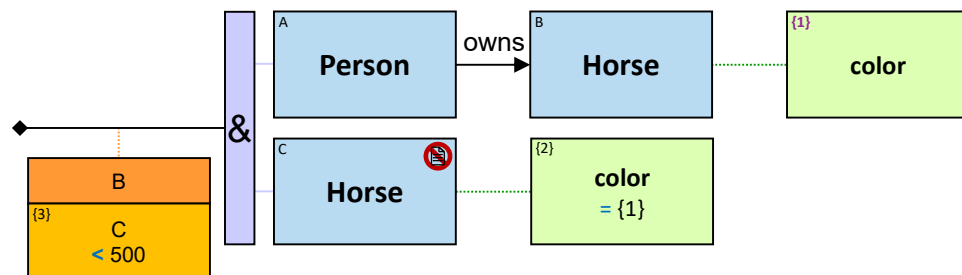 A
Person
owns
B
Horse
{1}
color
&
C
Horse
{2}
color
= {1}
B
{3}
C
< 500